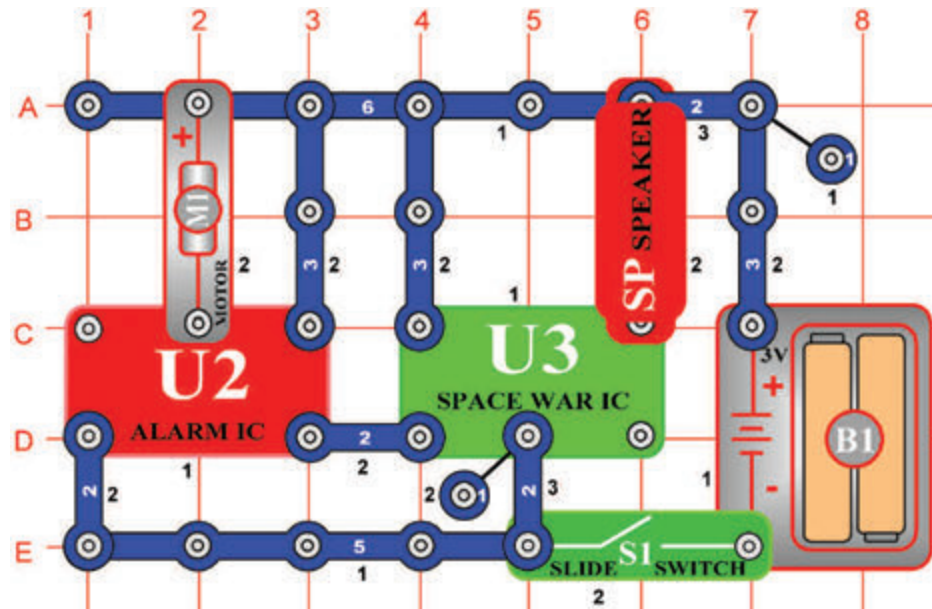 1 2 3 4 5 6 7 8
A 6 1 2 3 1 1
+ M1 MOTOR 2
SP SPEAKER 2
B 3 2 3 2 3 2
C 1 3V
U2
ALARM IC
U3
SPACE WAR IC
+ B1 - 1
D 1 2 2
2 2 2 1 2 3
E 5 1
S1
SLIDE SWITCH
2